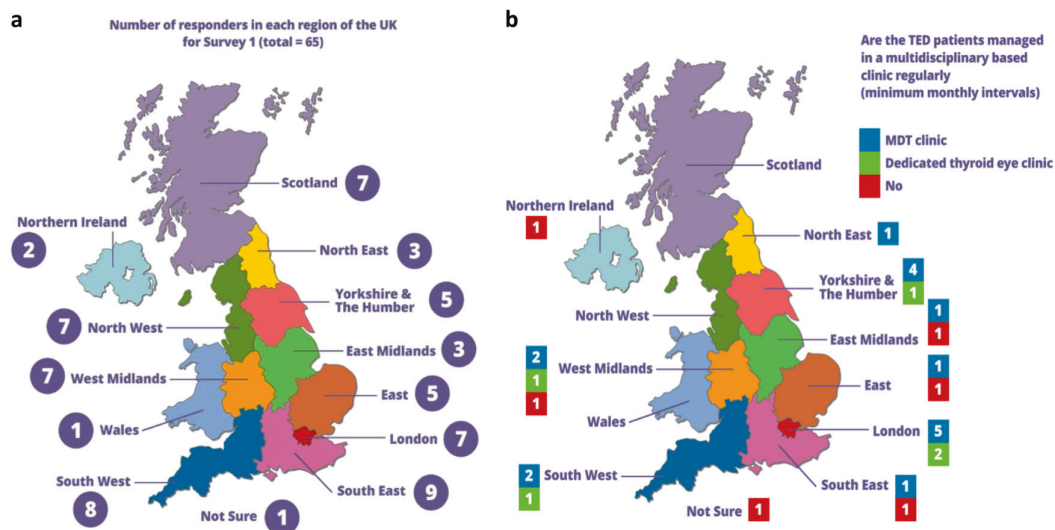 a
Number of responders in each region of the UK
for Survey 1 (total = 65)
Scotland 7
Northern Ireland
2
North East 3
Yorkshire &
The Humber 5
7 North West
East Midlands 3
7 West Midlands
East 5
1 Wales
London 7
South West
8
South East 9
Not Sure 1
b
Are the TED patients managed
in a multidisciplinary based
clinic regularly
(minimum monthly intervals)
MDT clinic
Dedicated thyroid eye clinic
No
Scotland
Northern Ireland
1
North East 1
Yorkshire &
The Humber
4
1
North West
East Midlands
1
1
West Midlands
2
1
1
East
1
1
Wales
London
5
2
South West
2
1
South East
1
1
Not Sure 1